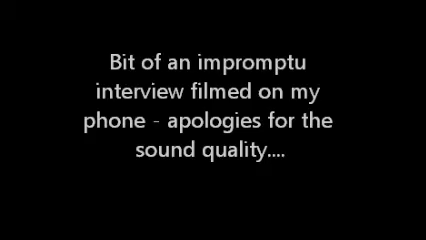 Bit of an impromptu
interview filmed on my
phone - apologies for the
sound quality....